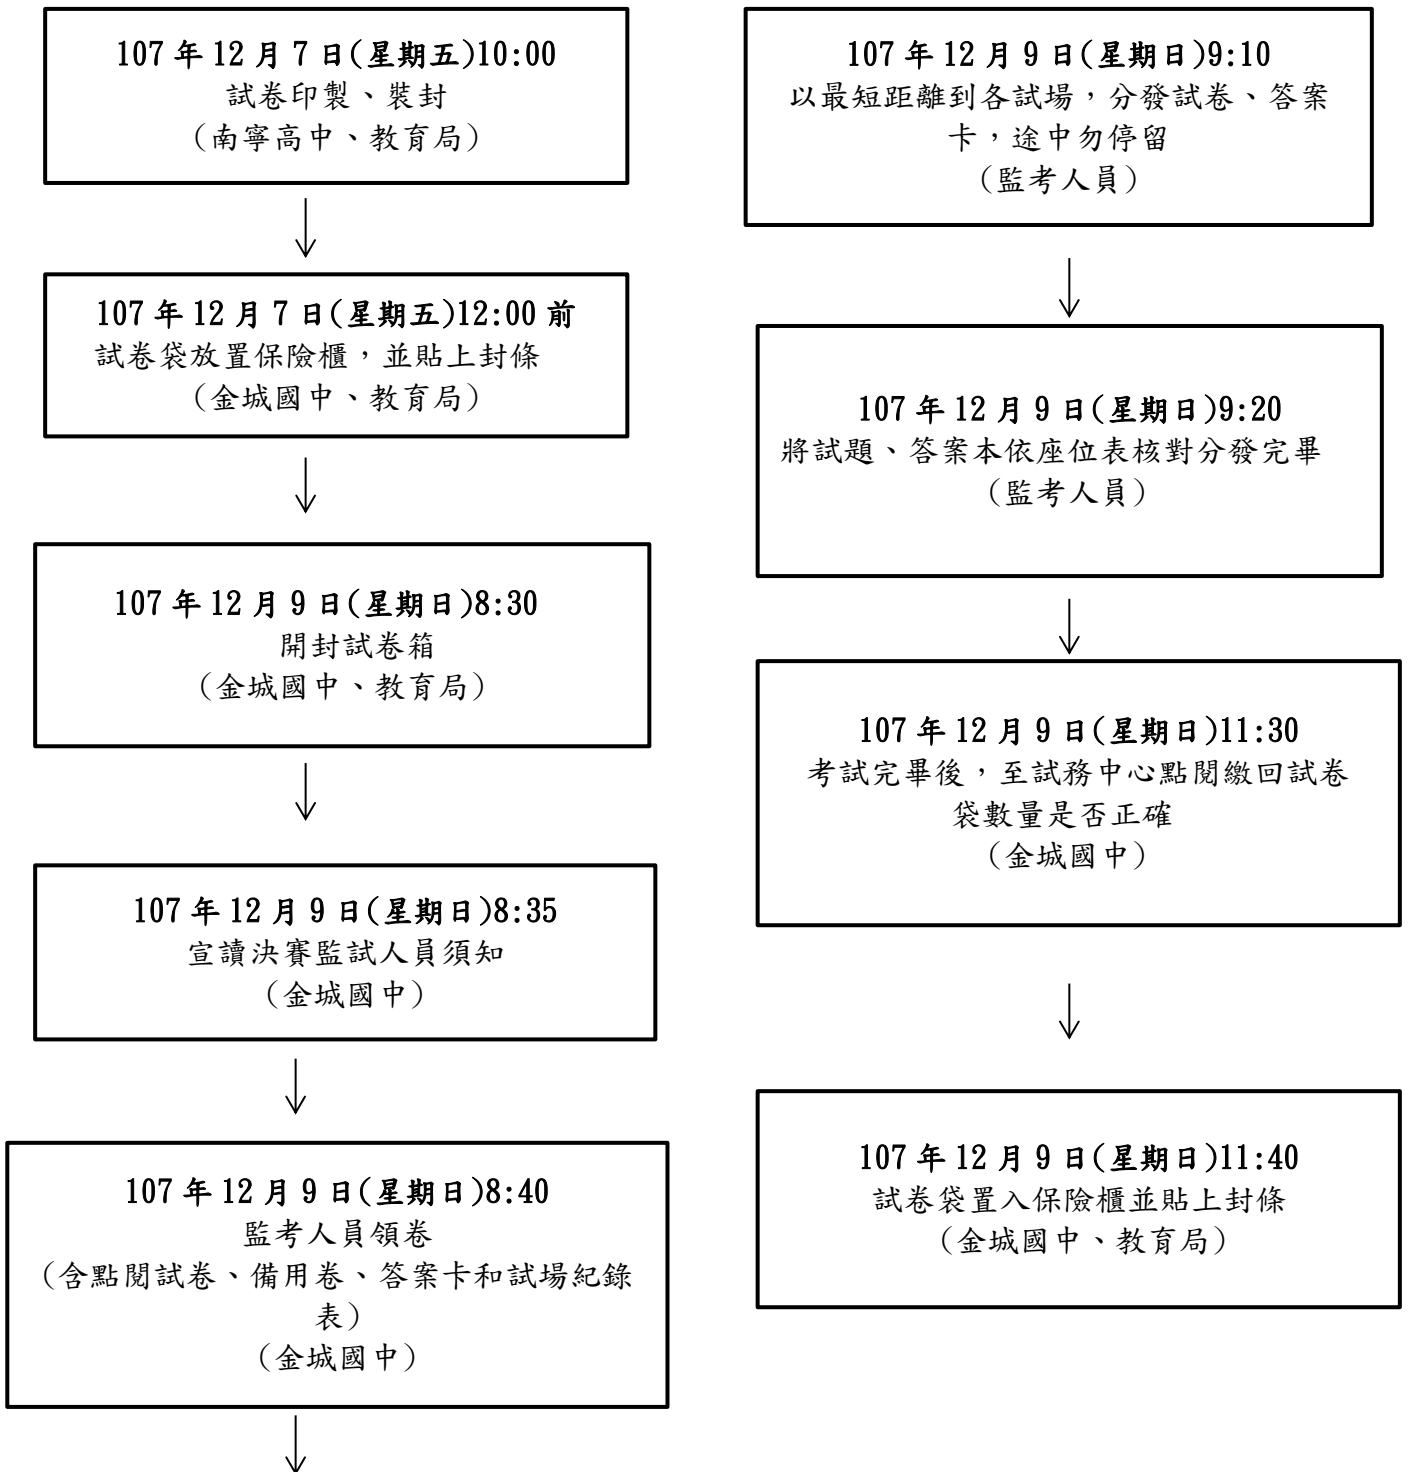 107年12月7日(星期五)10:00
試卷印製、裝封
(南寧高中、教育局)
107年12月7日(星期五)12:00前
試卷袋放置保險櫃，並貼上封條
(金城國中、教育局)
107年12月9日(星期日)8:30
開封試卷箱
(金城國中、教育局)
107年12月9日(星期日)8:35
宣讀決賽監試人員須知
(金城國中)
107年12月9日(星期日)8:40
監考人員領卷
(含點閱試卷、備用卷、答案卡和試場紀錄
表)
(金城國中)
107年12月9日(星期日)9:10
以最短距離到各試場，分發試卷、答案
卡，途中勿停留
(監考人員)
107年12月9日(星期日)9:20
將試題、答案本依座位表核對分發完畢
(監考人員)
107年12月9日(星期日)11:30
考試完畢後，至試務中心點閱繳回試卷
袋數量是否正確
(金城國中)
107年12月9日(星期日)11:40
試卷袋置入保險櫃並貼上封條
(金城國中、教育局)